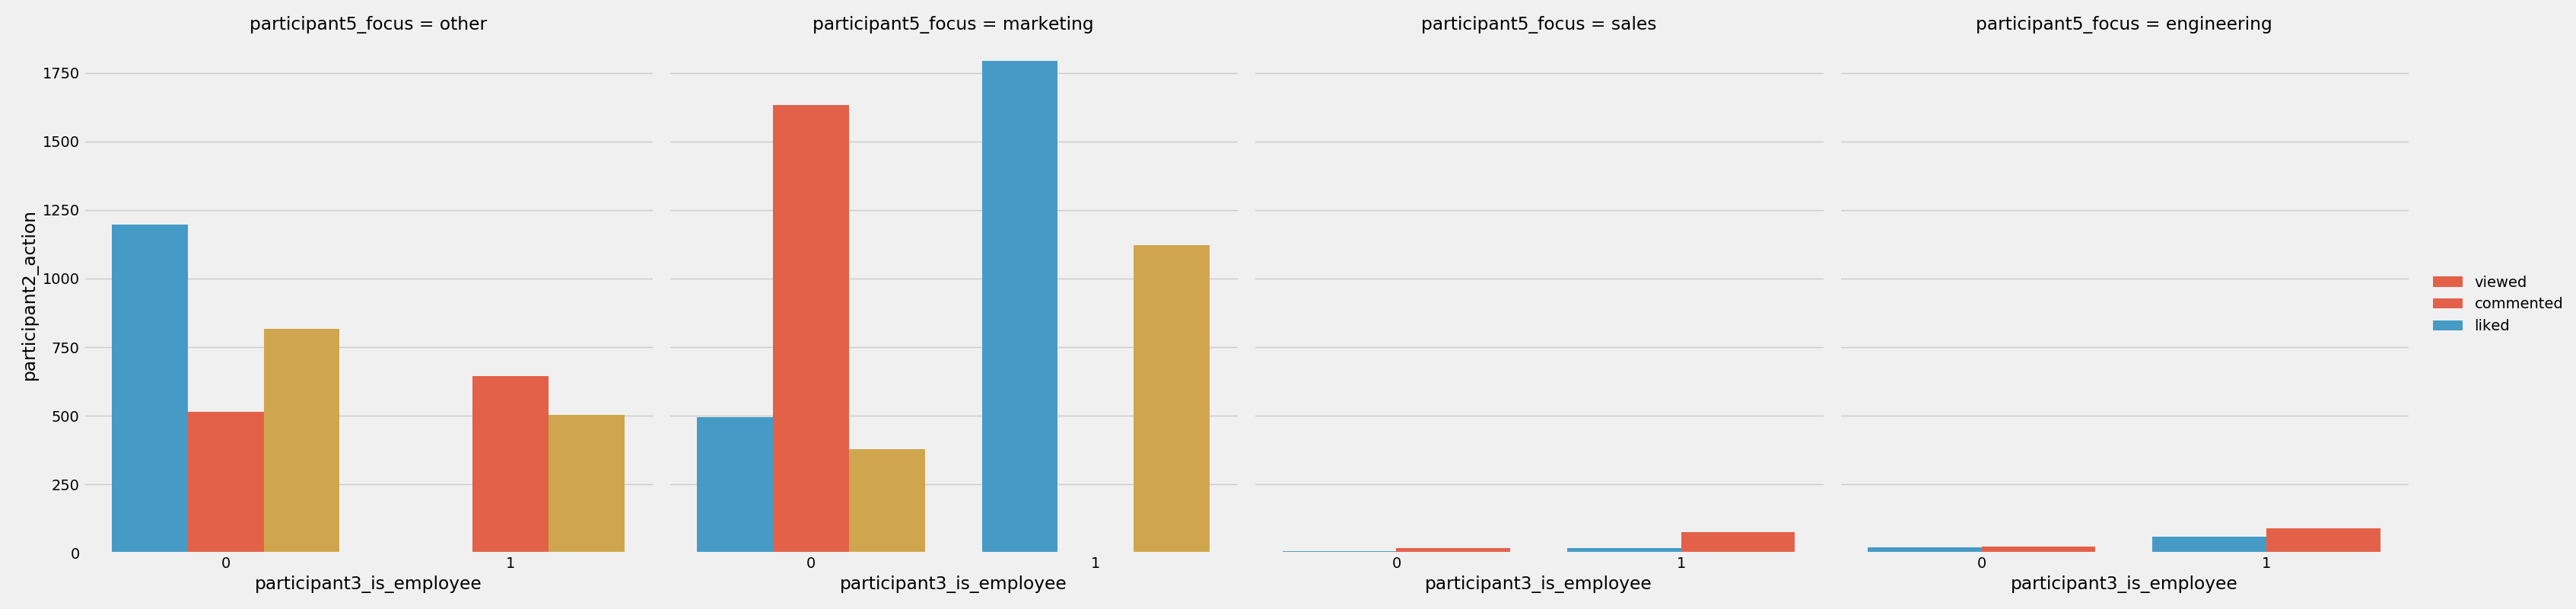 participant5_focus = other
participant5_focus = marketing
participant5_focus = sales
participant5_focus = engineering
participant2_action
1750
1500
1250
1000
750
500
250
0
0 1
0 1
0 1
0 1
participant3_is_employee
participant3_is_employee
participant3_is_employee
participant3_is_employee
viewed
commented
liked